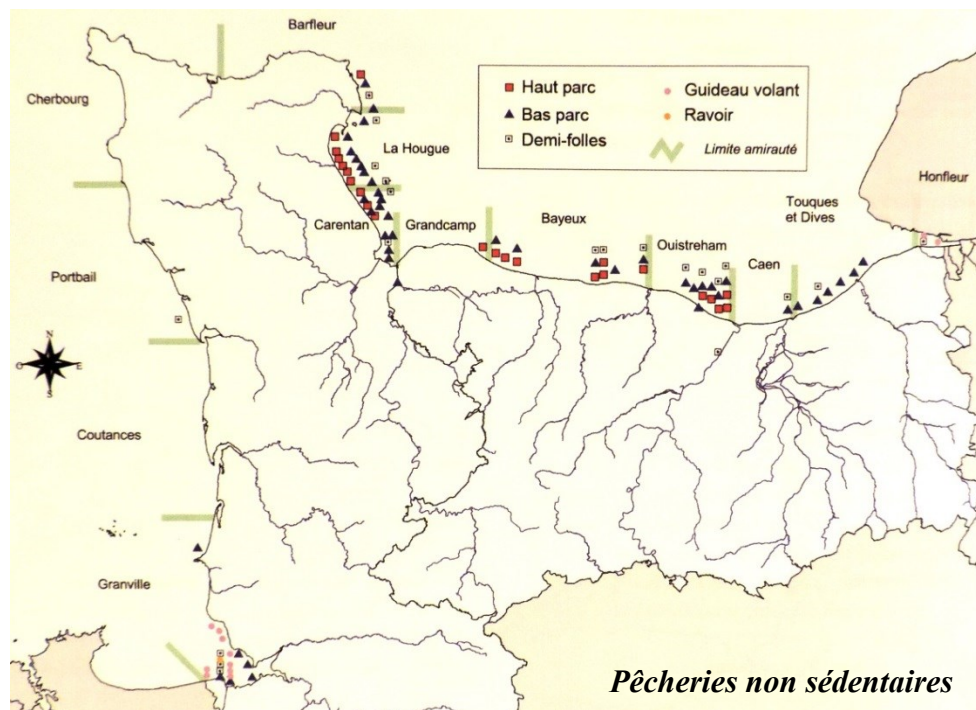 Barfleur
Cherbourg
Haut parc
Guideau volant
Bas parc
Ravoir
Demi-folles
Limite amirauté
La Hougue
Honfleur
Touques
et Dives
Carentan
Grandcamp
Bayeux
Ouistreham
Caen
Portbail
N
O
E
S
Coutances
Granville
Pêcheries non sédentaires